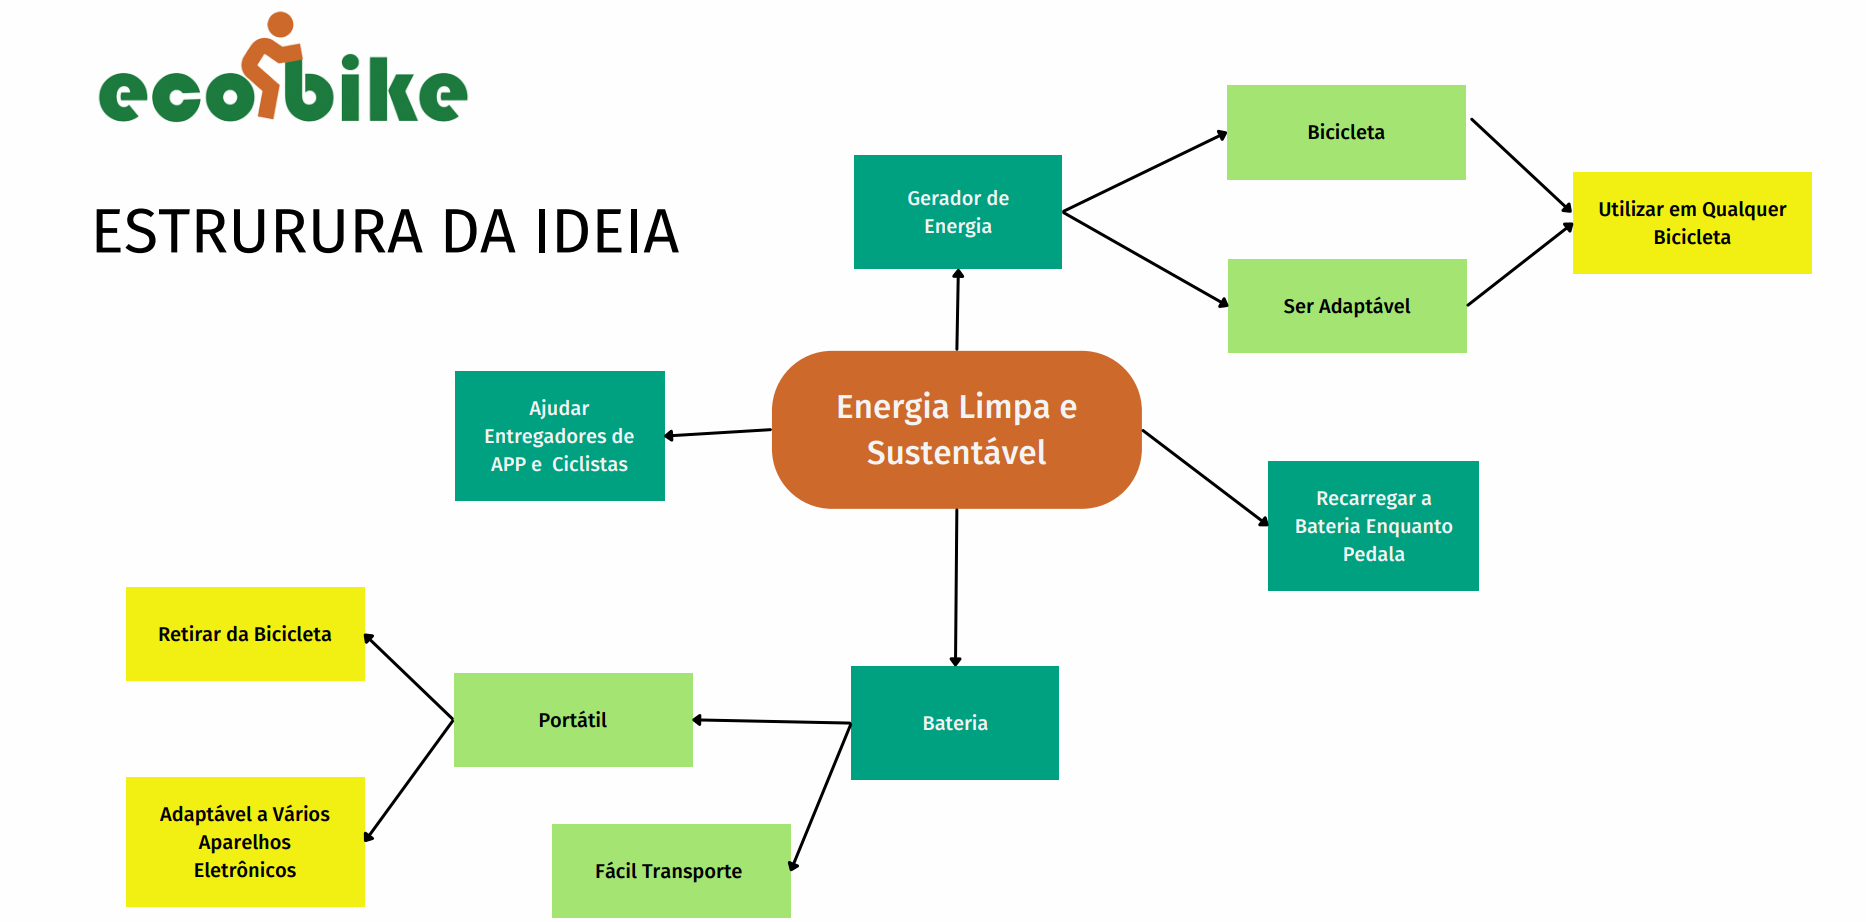 ecobike
ESTRURURA DA IDEIA
Gerador de
Energia
Bicicleta
Ser Adaptável
Utilizar em Qualquer
Bicicleta
Energia Limpa e
Sustentável
Ajudar
Entregadores de
APP e Ciclistas
Recarregar a
Bateria Enquanto
Pedala
Bateria
Portátil
Fácil Transporte
Retirar da Bicicleta
Adaptável a Vários
Aparelhos
Eletrônicos